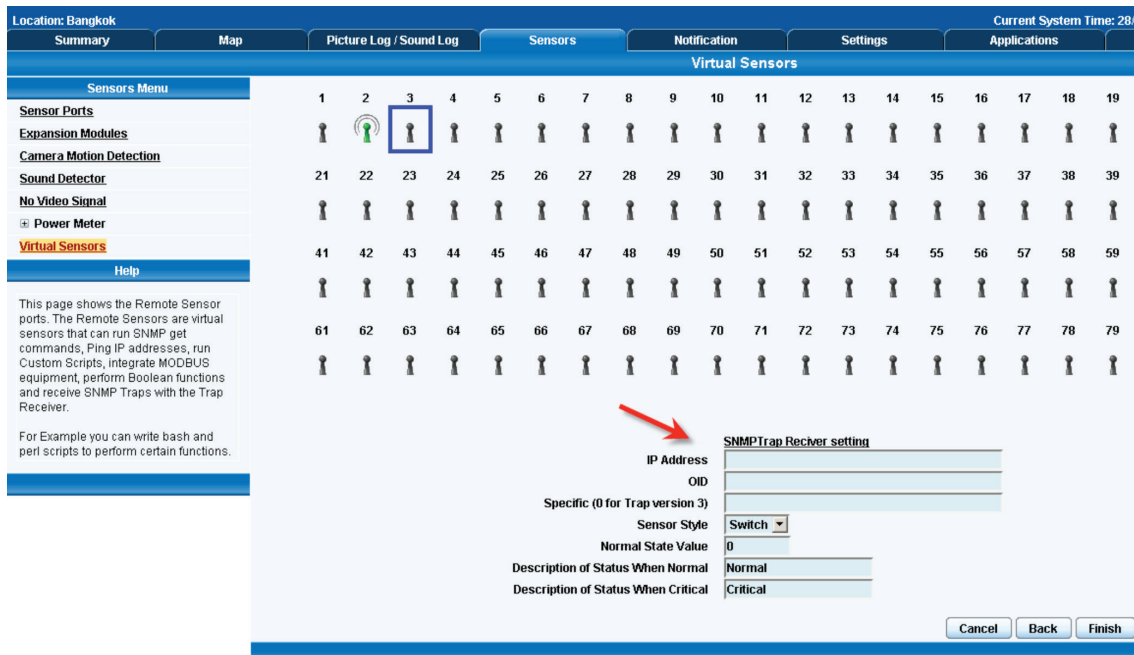 Location: Bangkok
Current System Time: 28/
Summary
Map
Picture Log / Sound Log
Sensors
Notification
Settings
Applications
Virtual Sensors
Sensors Menu
Sensor Ports
Expansion Modules
Camera Motion Detection
Sound Detector
No Video Signal
Power Meter
Virtual Sensors
Help
This page shows the Remote Sensor
ports. The Remote Sensors are virtual
sensors that can run SNMP get
commands, Ping IP addresses, run
Custom Scripts, integrate MODBUS
equipment, perform Boolean functions
and receive SNMP Traps with the Trap
Receiver.
For Example you can write bash and
perl scripts to perform certain functions.
1 2 3 4 5 6 7 8 9 10 11 12 13 14 15 16 17 18 19
21 22 23 24 25 26 27 28 29 30 31 32 33 34 35 36 37 38 39
41 42 43 44 45 46 47 48 49 50 51 52 53 54 55 56 57 58 59
61 62 63 64 65 66 67 68 69 70 71 72 73 74 75 76 77 78 79
SNMPTrap Reciver setting
IP Address
OID
Specific (0 for Trap version 3)
Sensor Style Switch
Normal State Value 0
Description of Status When Normal Normal
Description of Status When Critical Critical
Cancel Back Finish